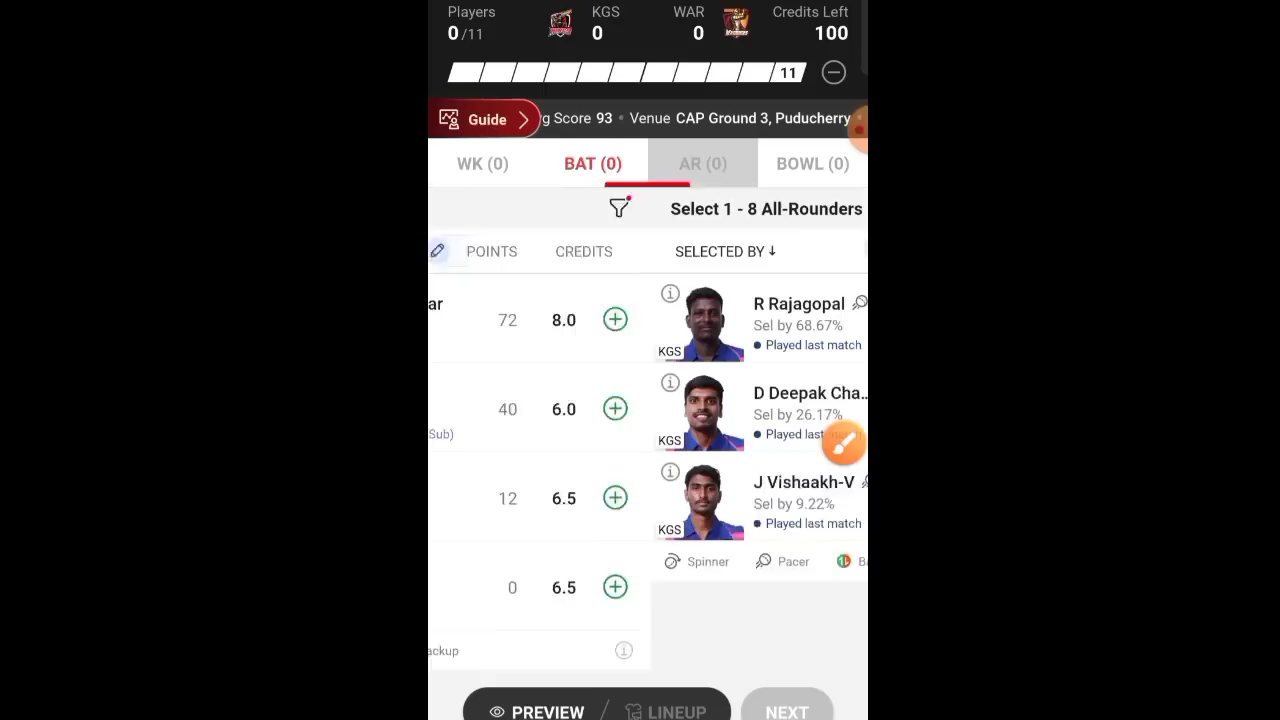 Players KGS WAR Credits Left
0/11 0 0 100
11
Guide g Score 93 • Venue CAP Ground 3, Puducherry
WK (0) BAT (0) AR (0) BOWL (0)
Select 1 - 8 All-Rounders
POINTS CREDITS SELECTED BY ↓
ar 72 8.0
KGS R Rajagopal
Sel by 68.67%
Played last match
40 6.0
Sub)
KGS D Deepak Cha..
Sel by 26.17%
Played last match
12 6.5
KGS J Vishaakh-V
Sel by 9.22%
Played last match
Spinner Pacer
0 6.5
ackup
PREVIEW / LINEUP NEXT